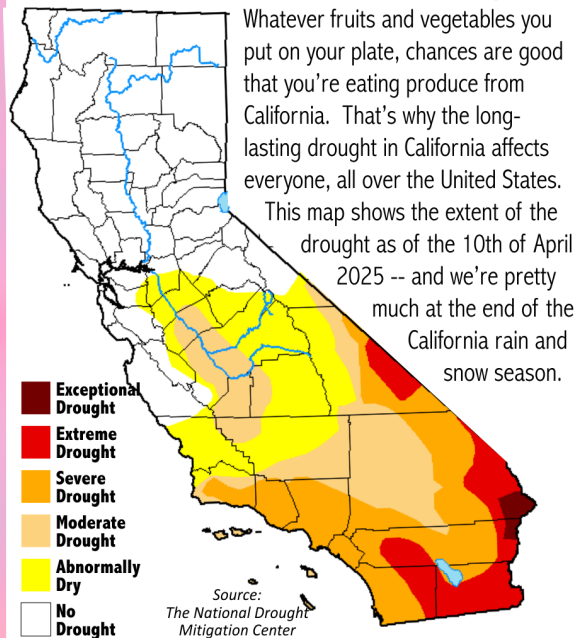 Whatever fruits and vegetables you
put on your plate, chances are good
that you're eating produce from
California. That's why the long-
lasting drought in California affects
everyone, all over the United States.
This map shows the extent of the
drought as of the 10th of April
2025 -- and we're pretty
much at the end of the
California rain and
snow season.
Exceptional
Drought
Extreme
Drought
Severe
Drought
Moderate
Drought
Abnormally
Dry
No
Drought
Source:
The National Drought
Mitigation Center